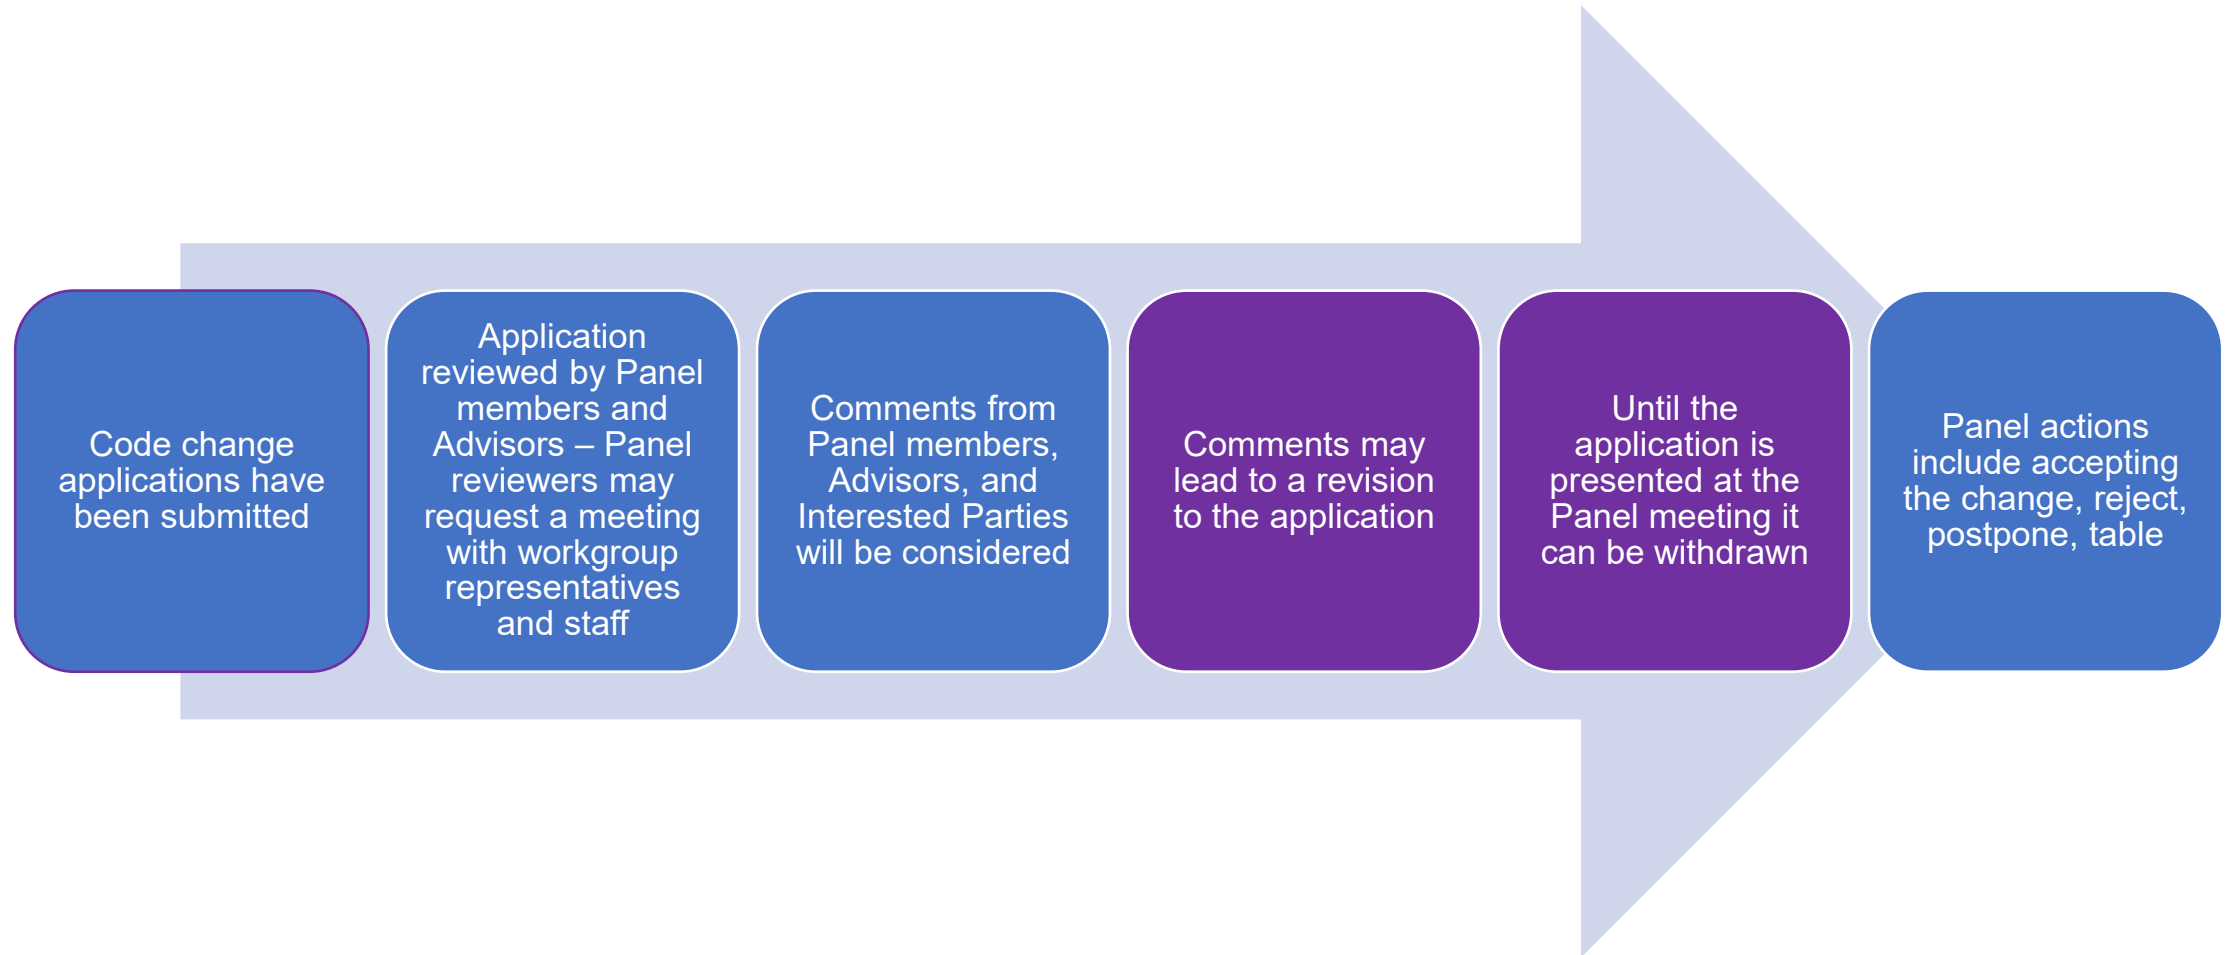 Code change
applications have
been submitted
Application
reviewed by Panel
members and
Advisors – Panel
reviewers may
request a meeting
with workgroup
representatives
and staff
Comments from
Panel members,
Advisors, and
Interested Parties
will be considered
Comments may
lead to a revision
to the application
Until the
application is
presented at the
Panel meeting it
can be withdrawn
Panel actions
include accepting
the change, reject,
postpone, table